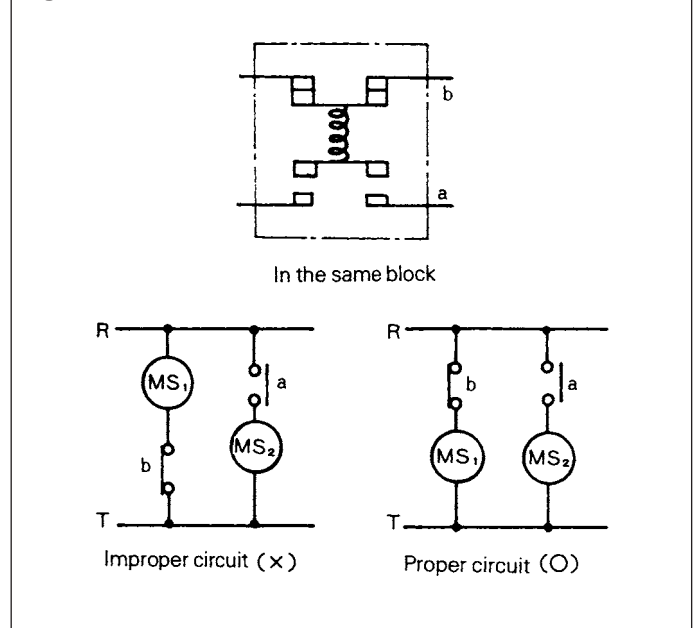 b
a
In the same block
R
MS₁
a
MS₂
b
T
Improper circuit (×)
R
b
a
MS₁
MS₂
T
Proper circuit (○)